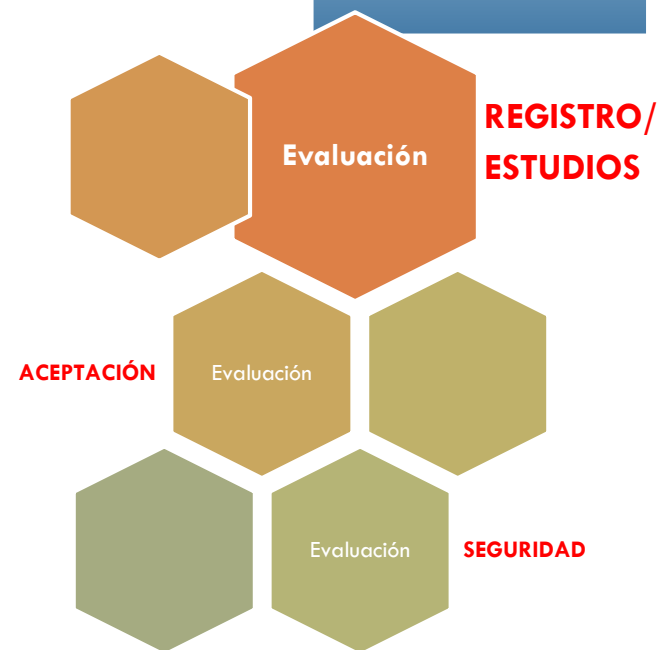 Evaluación
REGISTRO/
ESTUDIOS
ACEPTACIÓN
Evaluación
Evaluación
SEGURIDAD